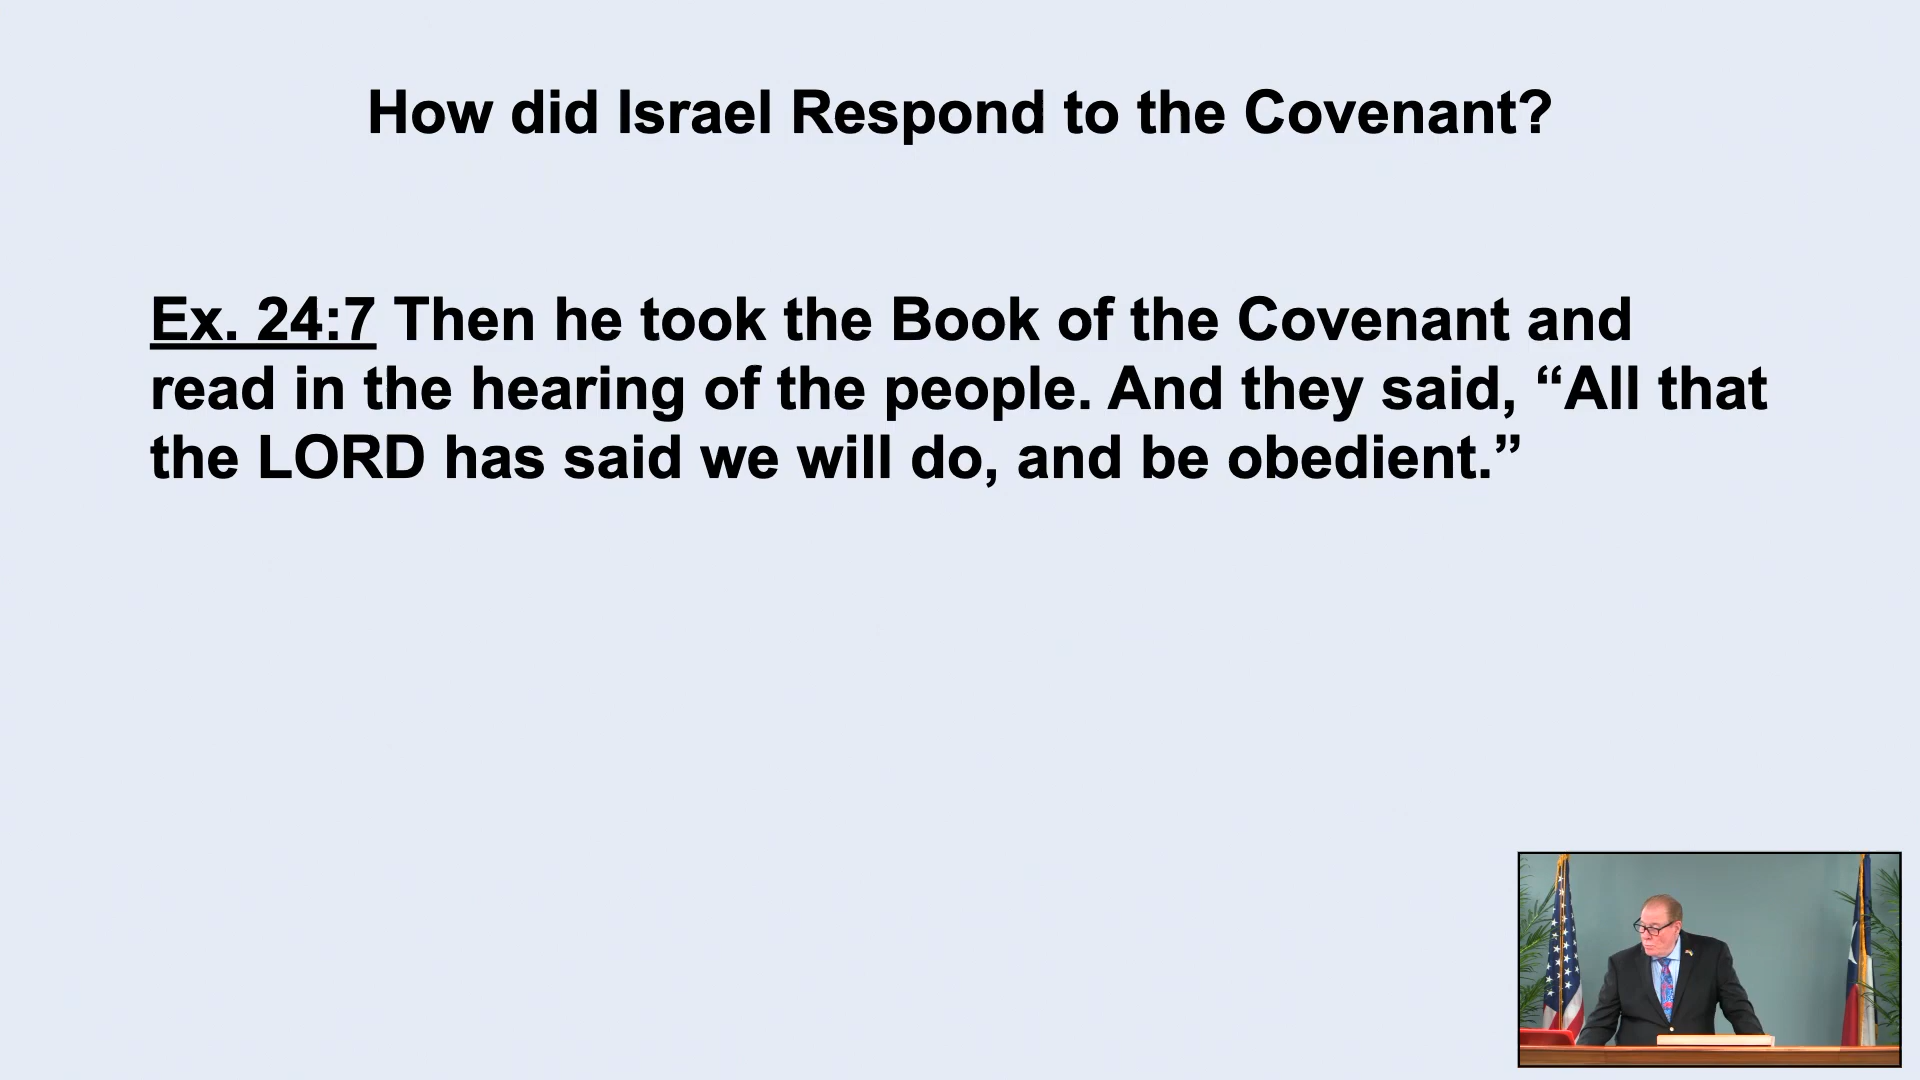 How did Israel Respond to the Covenant?
Ex. 24:7 Then he took the Book of the Covenant and
read in the hearing of the people. And they said, “All that
the LORD has said we will do, and be obedient.”